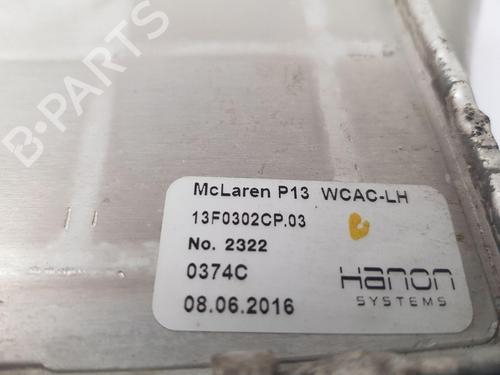 B-PARTS
McLaren P13 WCAC-LH
13F0302CP.03
No. 2322
0374C
08.06.2016
Hanon
SYSTEMS